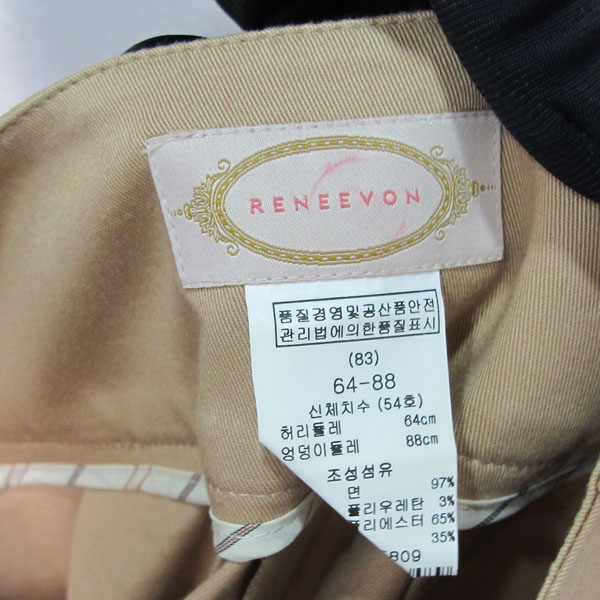 RENEEVON
품질경영및공산품안전
관리법에의한품질표시
(83)
64-88
신체치수 (54호)
허리둘레 64cm
엉덩이둘레 88cm
조성섬유
면 97%
폴리우레탄 3%
폴리에스터 65%
35%
5809